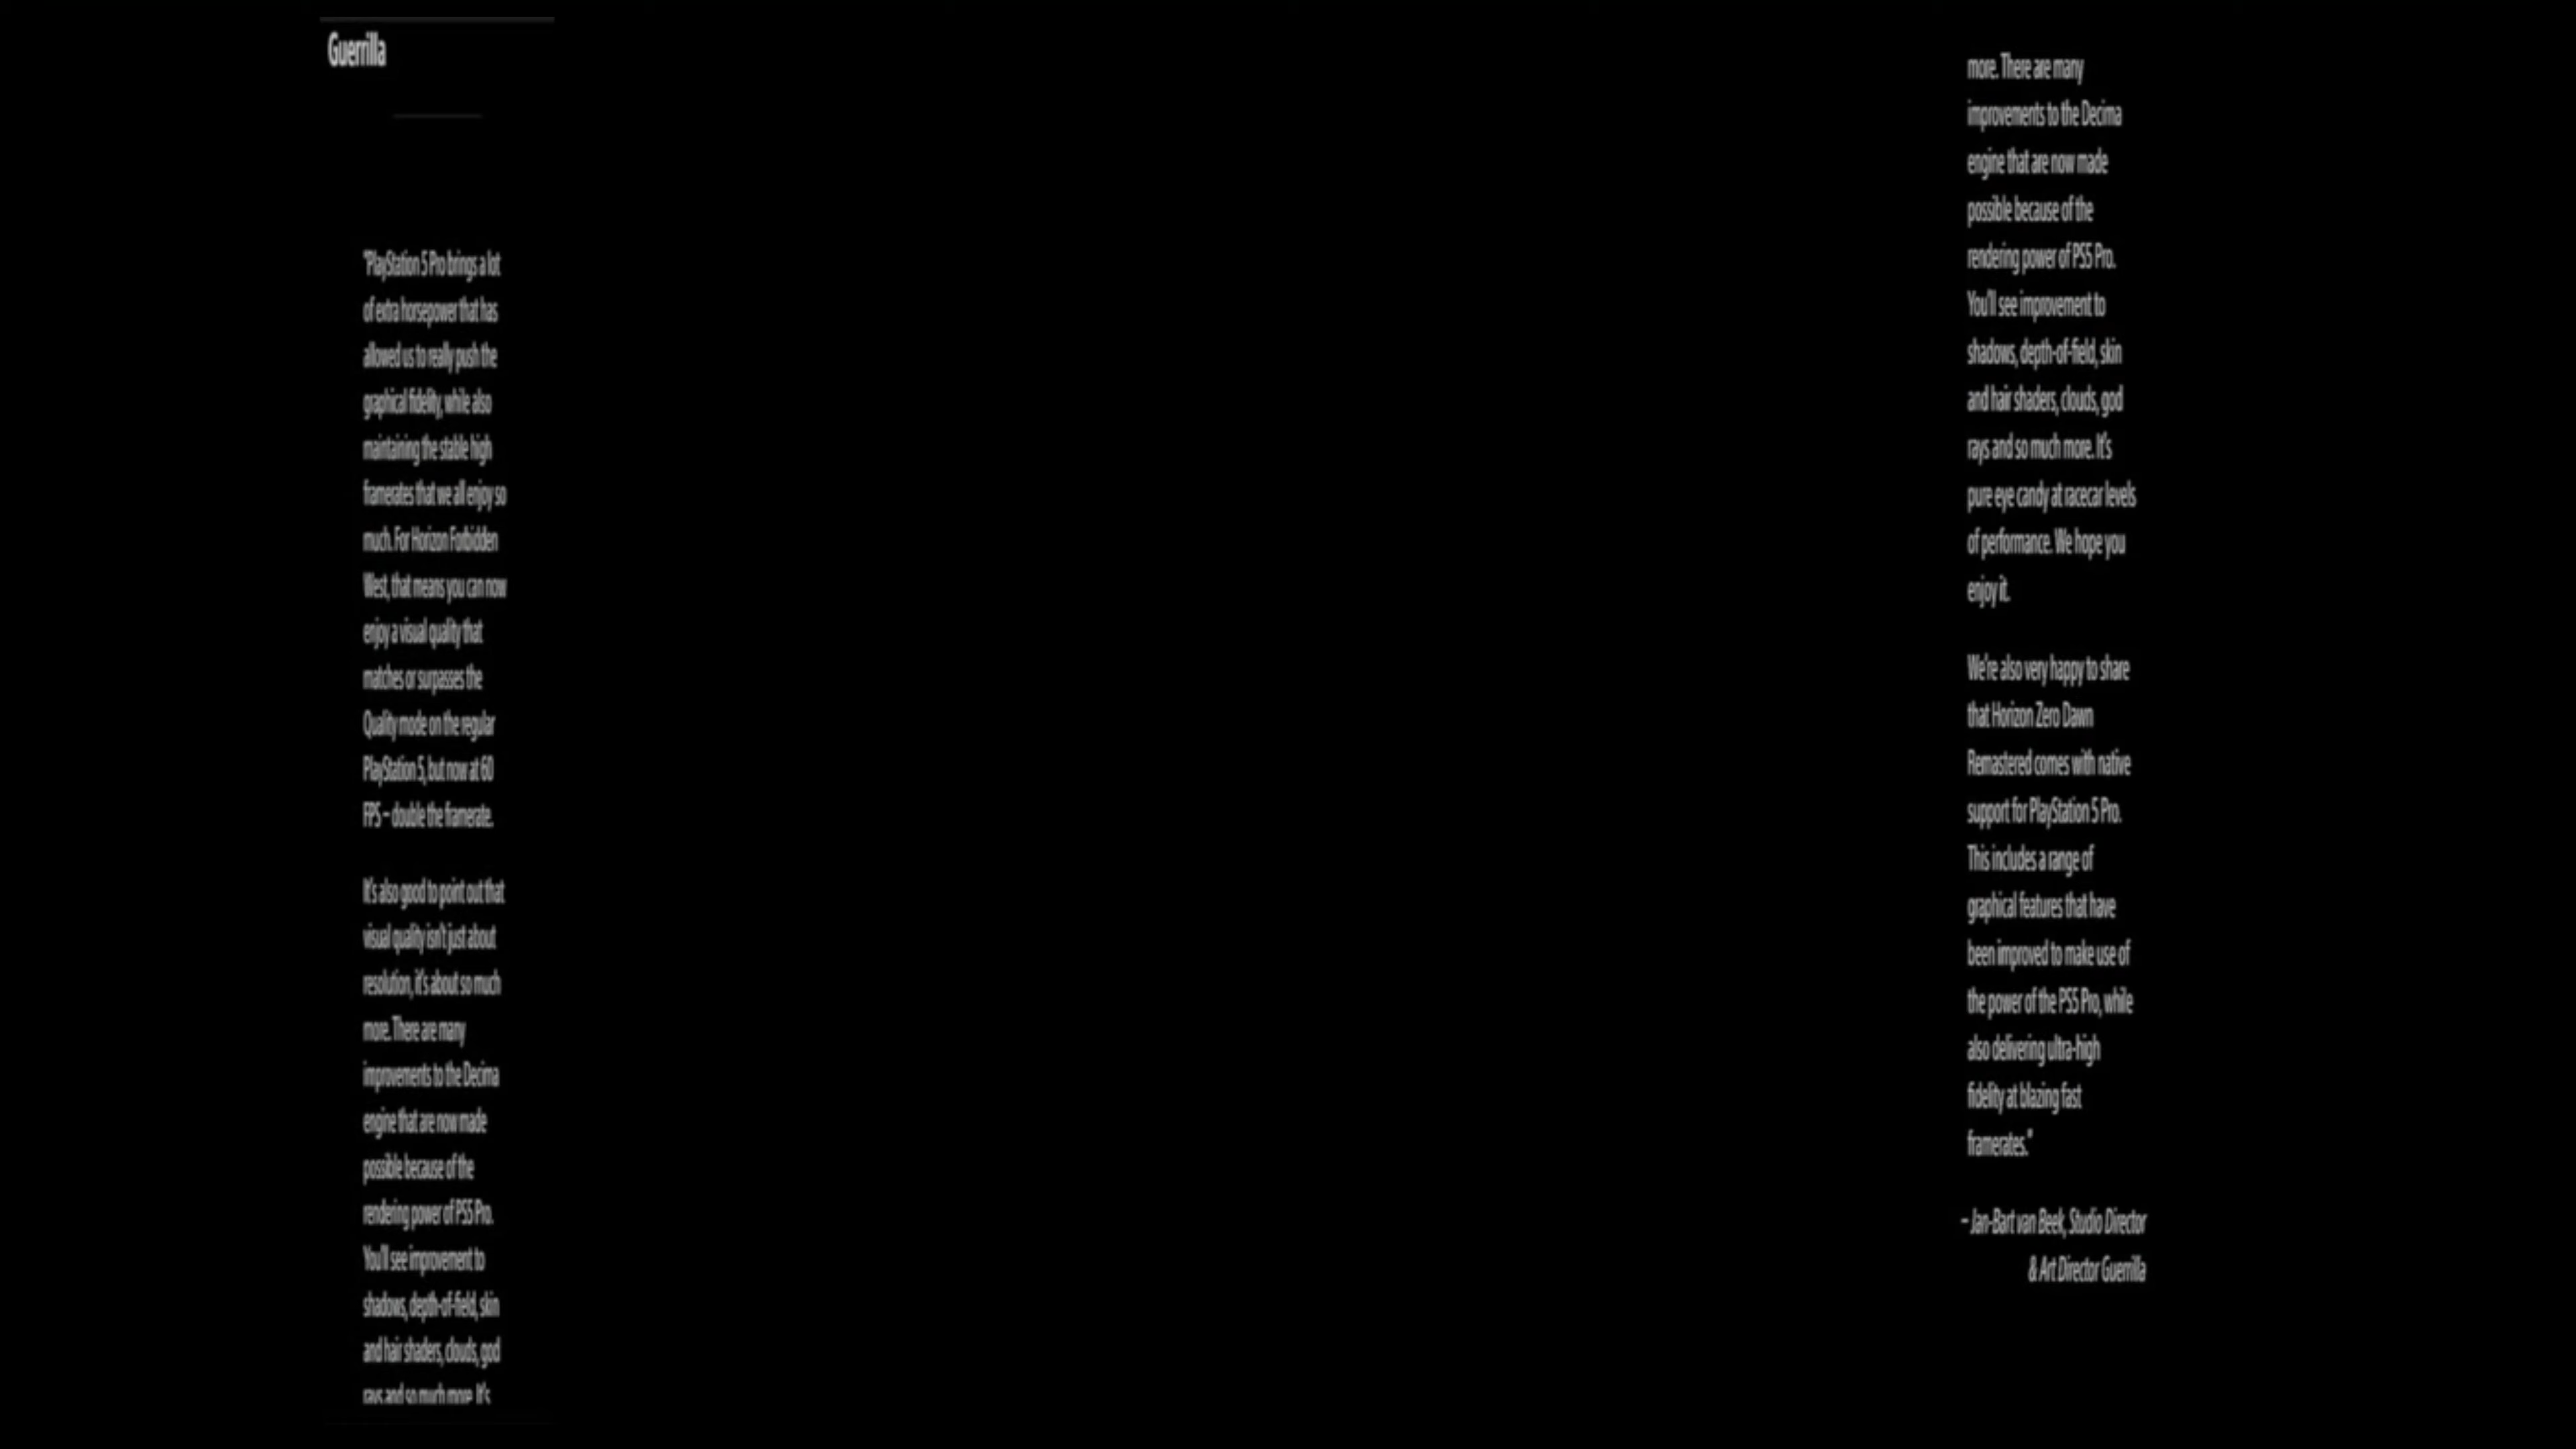 Guerrilla
"PlayStation 5 Pro brings a lot
of extra horsepower that has
allowed us to really push the
graphical fidelity, while also
maintaining the stable high
framerates that we all enjoy so
much. For Horizon Forbidden
West, that means you can now
enjoy a visual quality that
matches or surpasses the
Quality mode on the regular
PlayStation 5, but now at 60
FPS – double the framerate.
It's also good to point out that
visual quality isn't just about
resolution, it's about so much
more. There are many
improvements to the Decima
engine that are now made
possible because of the
rendering power of PS5 Pro.
You'll see improvement to
shadows, depth-of-field, skin
and hair shaders, clouds, god
rays and so much more. It's
more. There are many
improvements to the Decima
engine that are now made
possible because of the
rendering power of PS5 Pro.
You'll see improvement to
shadows, depth-of-field, skin
and hair shaders, clouds, god
rays and so much more. It's
pure eye candy at racecar levels
of performance. We hope you
enjoy it.
We're also very happy to share
that Horizon Zero Dawn
Remastered comes with native
support for PlayStation 5 Pro.
This includes a range of
graphical features that have
been improved to make use of
the power of the PS5 Pro, while
also delivering ultra-high
fidelity at blazing fast
framerates."
– Jan-Bart van Beek, Studio Director
& Art Director Guerrilla